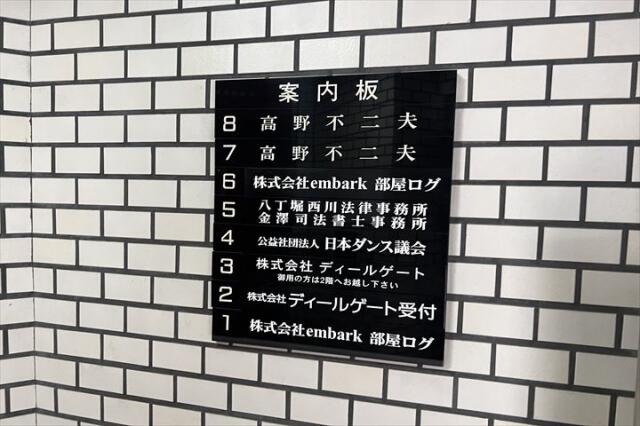 案内板
8 高野不二夫
7 高野不二夫
6 株式会社embark 部屋ログ
5 八丁堀西川法律事務所
金澤司法書士事務所
4 公益社団法人 日本ダンス議会
3 株式会社 ディールゲート
御用の方は2階へお越し下さい
2 株式会社 ディールゲート受付
1 株式会社embark 部屋ログ